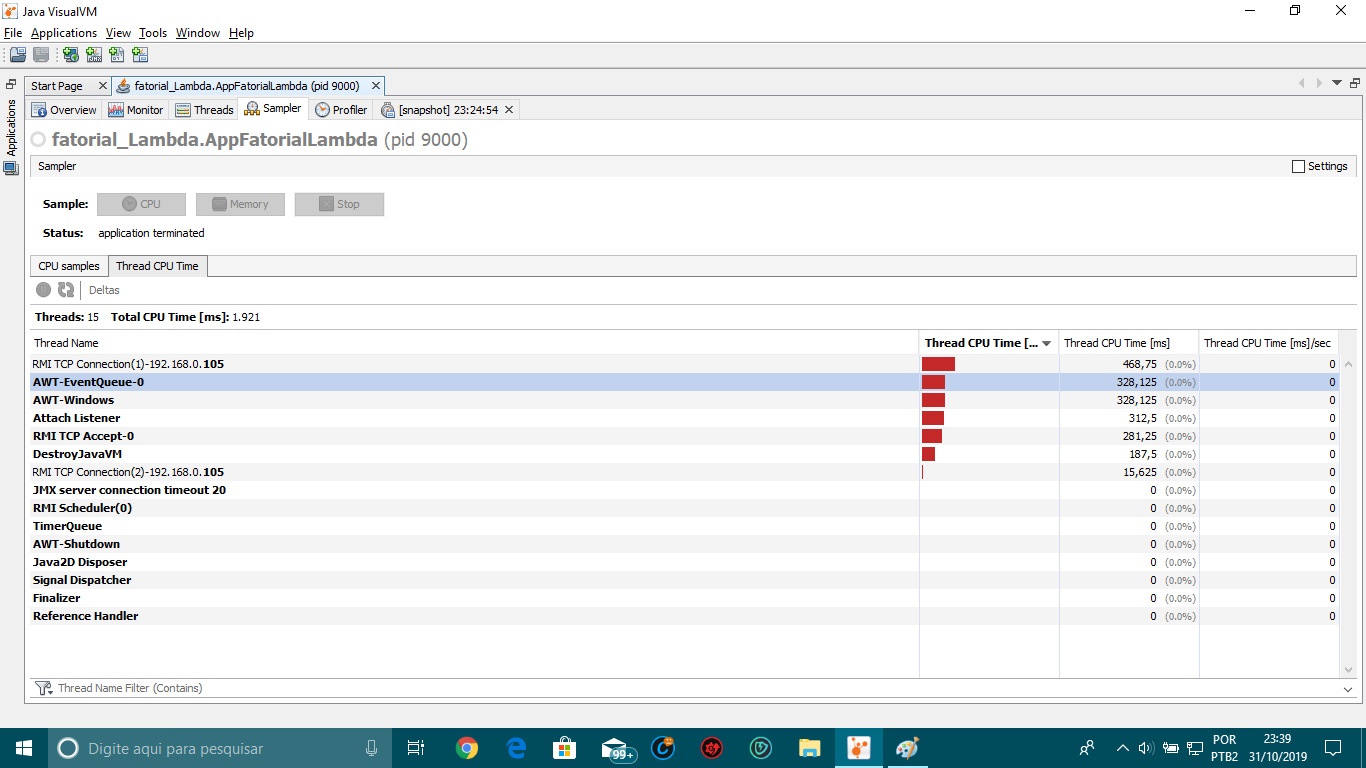 Java VisualVM
File Applications View Tools Window Help
Applications
Start Page fatorial_Lambda.AppFatorialLambda (pid 9000)
Overview Monitor Threads Sampler Profiler [snapshot] 23:24:54
fatorial_Lambda.AppFatorialLambda (pid 9000)
Sampler Settings
Sample: CPU Memory Stop
Status: application terminated
CPU samples Thread CPU Time
Deltas
Threads: 15 Total CPU Time [ms]: 1.921
Thread Name Thread CPU Time [... Thread CPU Time [ms] Thread CPU Time [ms]/sec
RMI TCP Connection(1)-192.168.0.105 468,75 (0.0%) 0
AWT-EventQueue-0 328,125 (0.0%) 0
AWT-Windows 328,125 (0.0%) 0
Attach Listener 312,5 (0.0%) 0
RMI TCP Accept-0 281,25 (0.0%) 0
DestroyJavaVM 187,5 (0.0%) 0
RMI TCP Connection(2)-192.168.0.105 15,625 (0.0%) 0
JMX server connection timeout 20 0 (0.0%) 0
RMI Scheduler(0) 0 (0.0%) 0
TimerQueue 0 (0.0%) 0
AWT-Shutdown 0 (0.0%) 0
Java2D Disposer 0 (0.0%) 0
Signal Dispatcher 0 (0.0%) 0
Finalizer 0 (0.0%) 0
Reference Handler 0 (0.0%) 0
Thread Name Filter (Contains)
Digite aqui para pesquisar 99+ POR 23:39
PTB2 31/10/2019